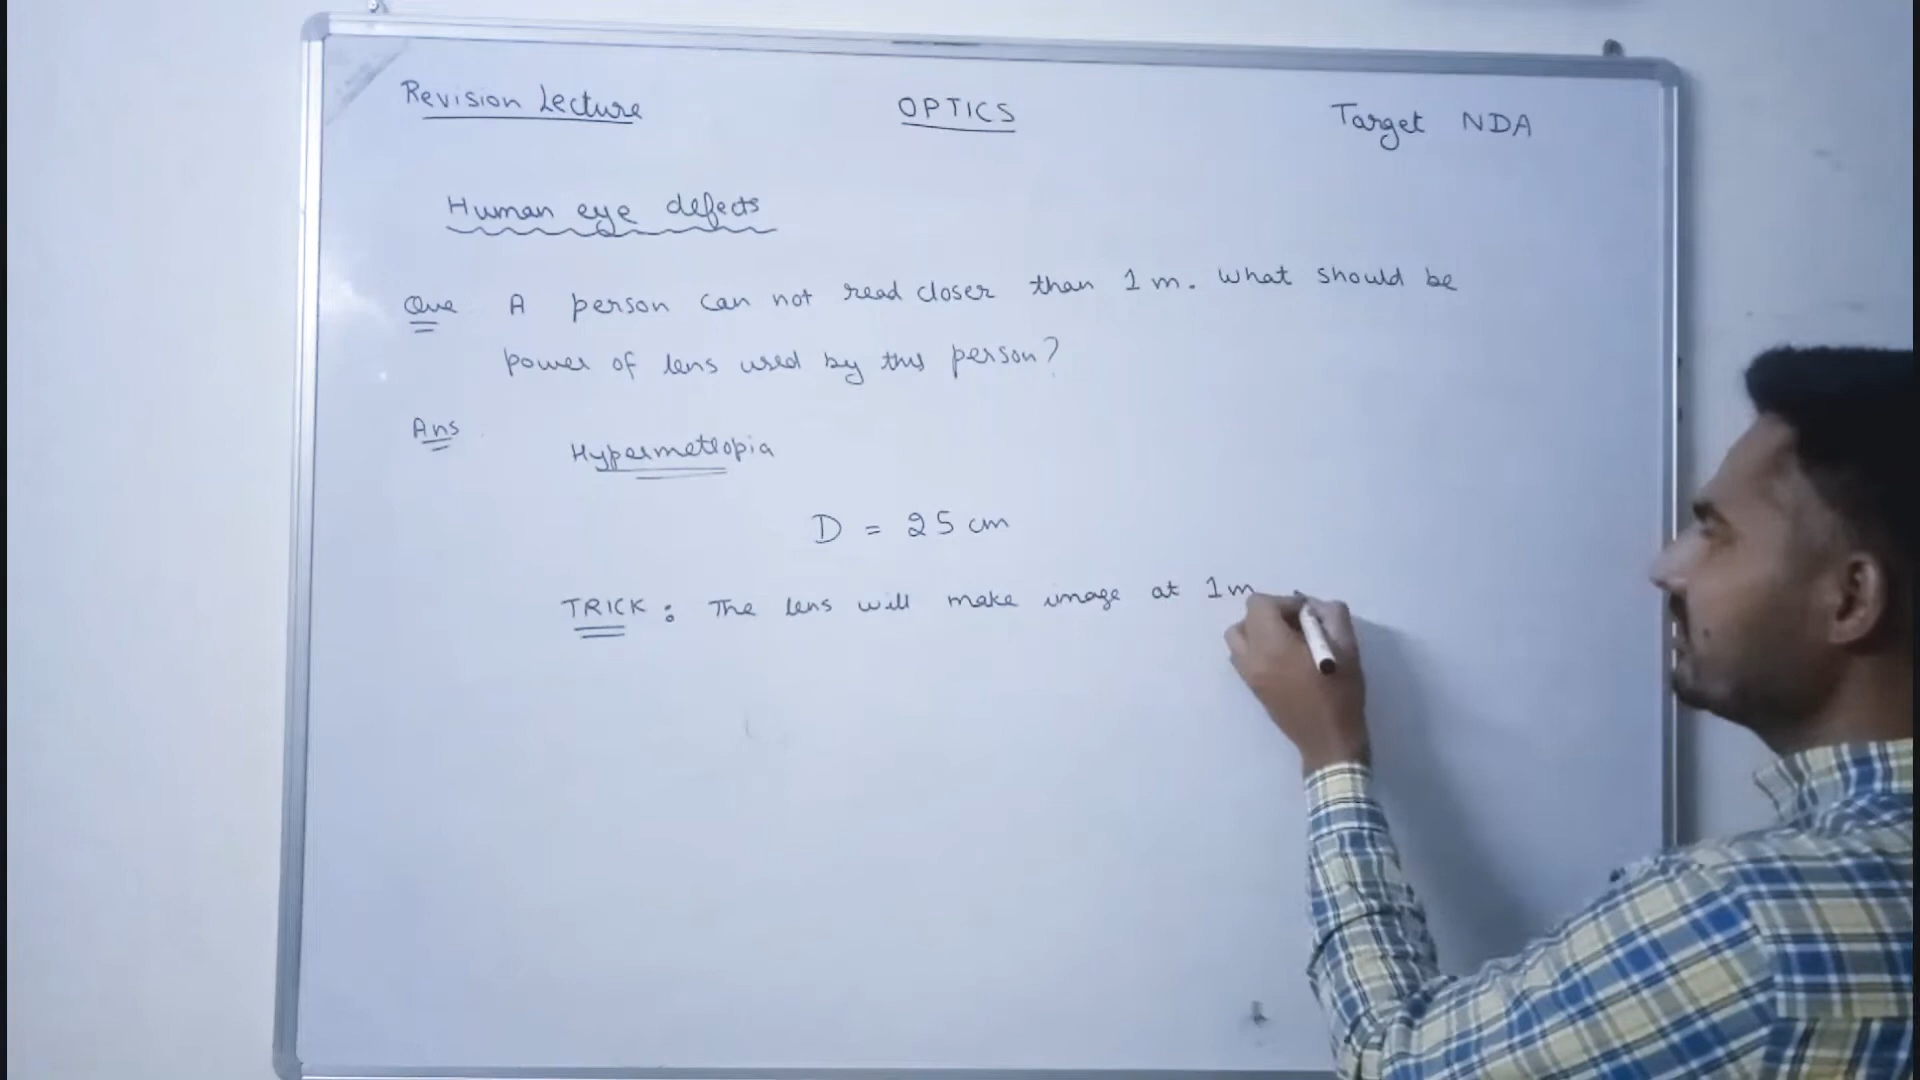 Revision Lecture OPTICS Target NDA
Human eye defects
Que A person can not read closer than 1 m. What should be
power of lens used by this person?
Ans
Hypermetropia
D = 25 cm
TRICK : The lens will make image at 1m